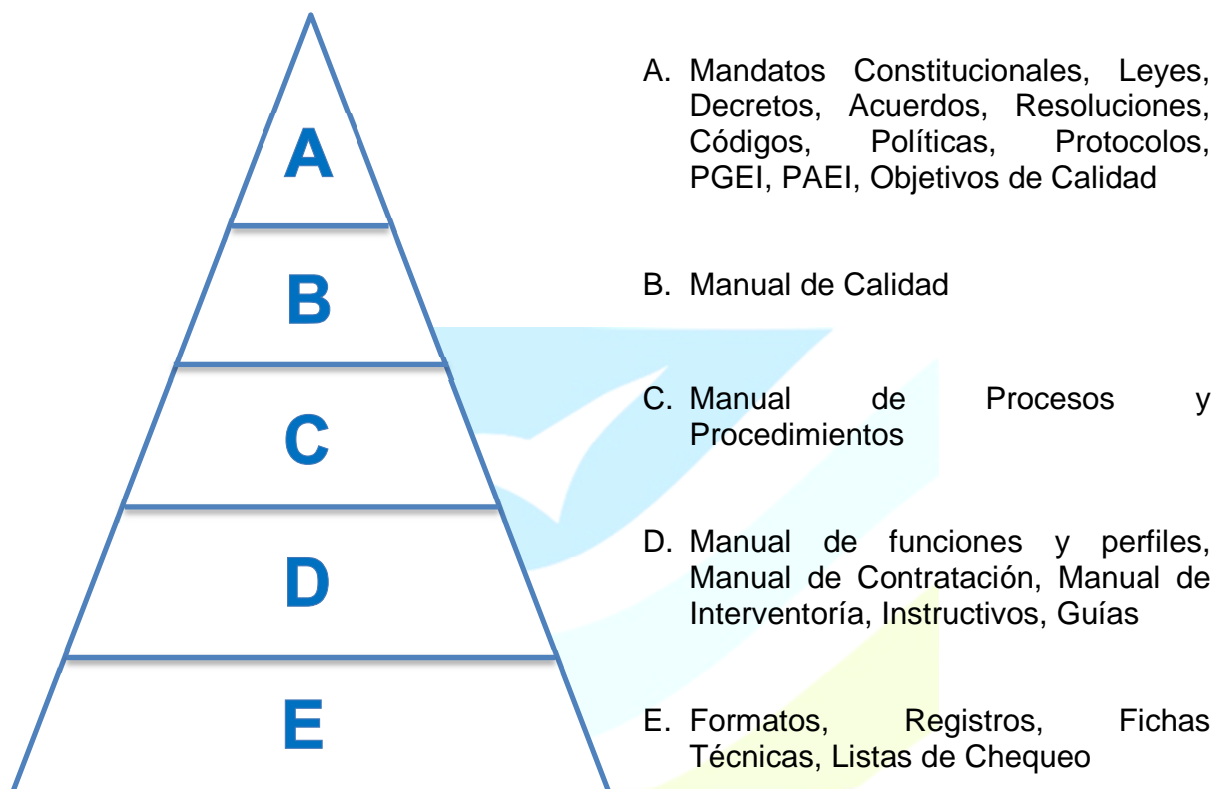 A
B
C
D
E
A. Mandatos Constitucionales, Leyes,
Decretos, Acuerdos, Resoluciones,
Códigos, Políticas, Protocolos,
PGEI, PAEI, Objetivos de Calidad
B. Manual de Calidad
C. Manual de Procesos y
Procedimientos
D. Manual de funciones y perfiles,
Manual de Contratación, Manual de
Interventoría, Instructivos, Guías
E. Formatos, Registros, Fichas
Técnicas, Listas de Chequeo